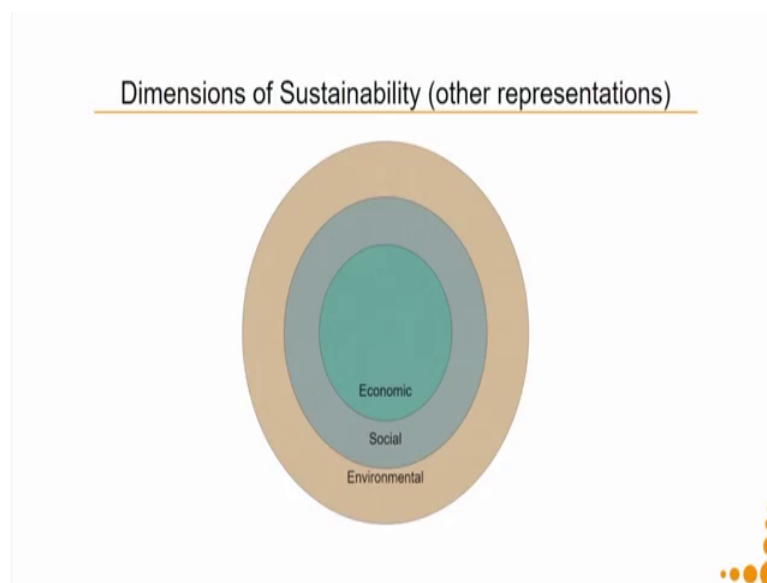 Dimensions of Sustainability (other representations)
Economic
Social
Environmental